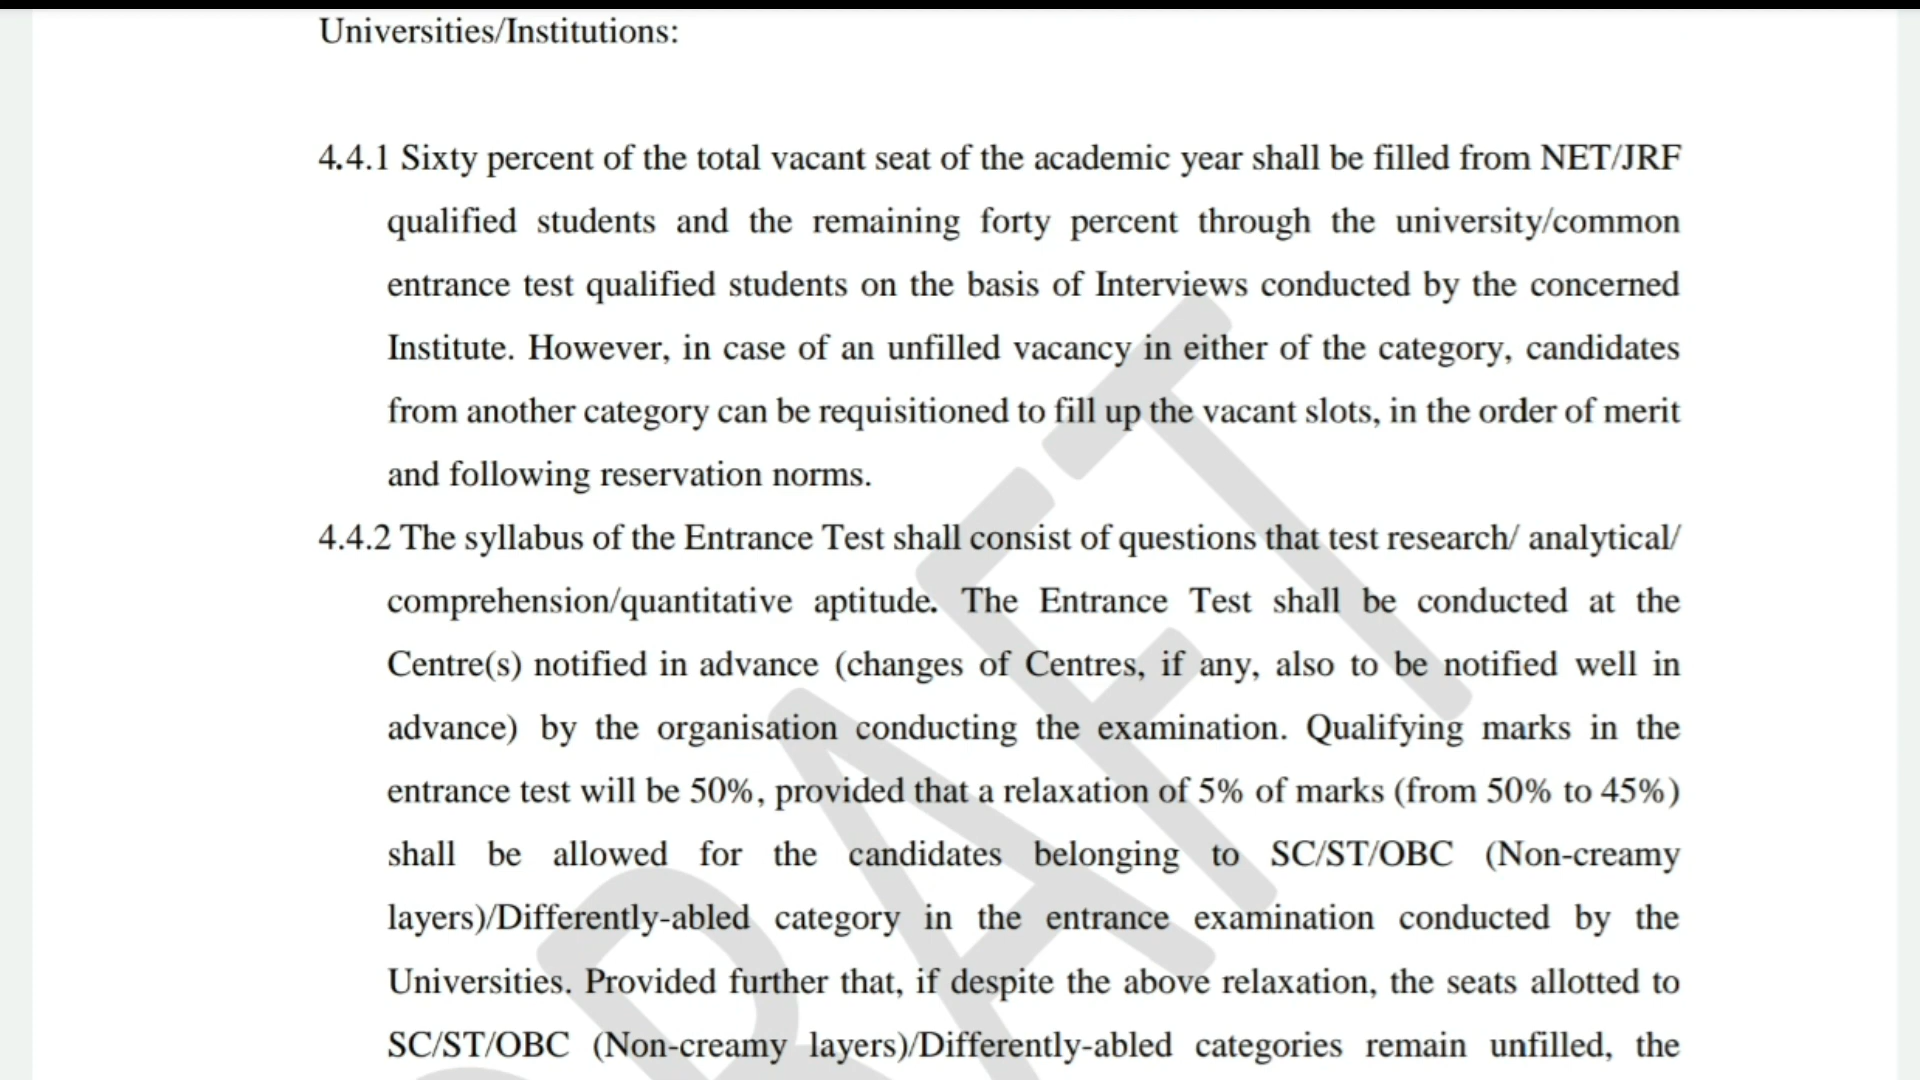 Universities/Institutions:
4.4.1 Sixty percent of the total vacant seat of the academic year shall be filled from NET/JRF
qualified students and the remaining forty percent through the university/common
entrance test qualified students on the basis of Interviews conducted by the concerned
Institute. However, in case of an unfilled vacancy in either of the category, candidates
from another category can be requisitioned to fill up the vacant slots, in the order of merit
and following reservation norms.
4.4.2 The syllabus of the Entrance Test shall consist of questions that test research/ analytical/
comprehension/quantitative aptitude. The Entrance Test shall be conducted at the
Centre(s) notified in advance (changes of Centres, if any, also to be notified well in
advance) by the organisation conducting the examination. Qualifying marks in the
entrance test will be 50%, provided that a relaxation of 5% of marks (from 50% to 45%)
shall be allowed for the candidates belonging to SC/ST/OBC (Non-creamy
layers)/Differently-abled category in the entrance examination conducted by the
Universities. Provided further that, if despite the above relaxation, the seats allotted to
SC/ST/OBC (Non-creamy layers)/Differently-abled categories remain unfilled, the
DRAFT